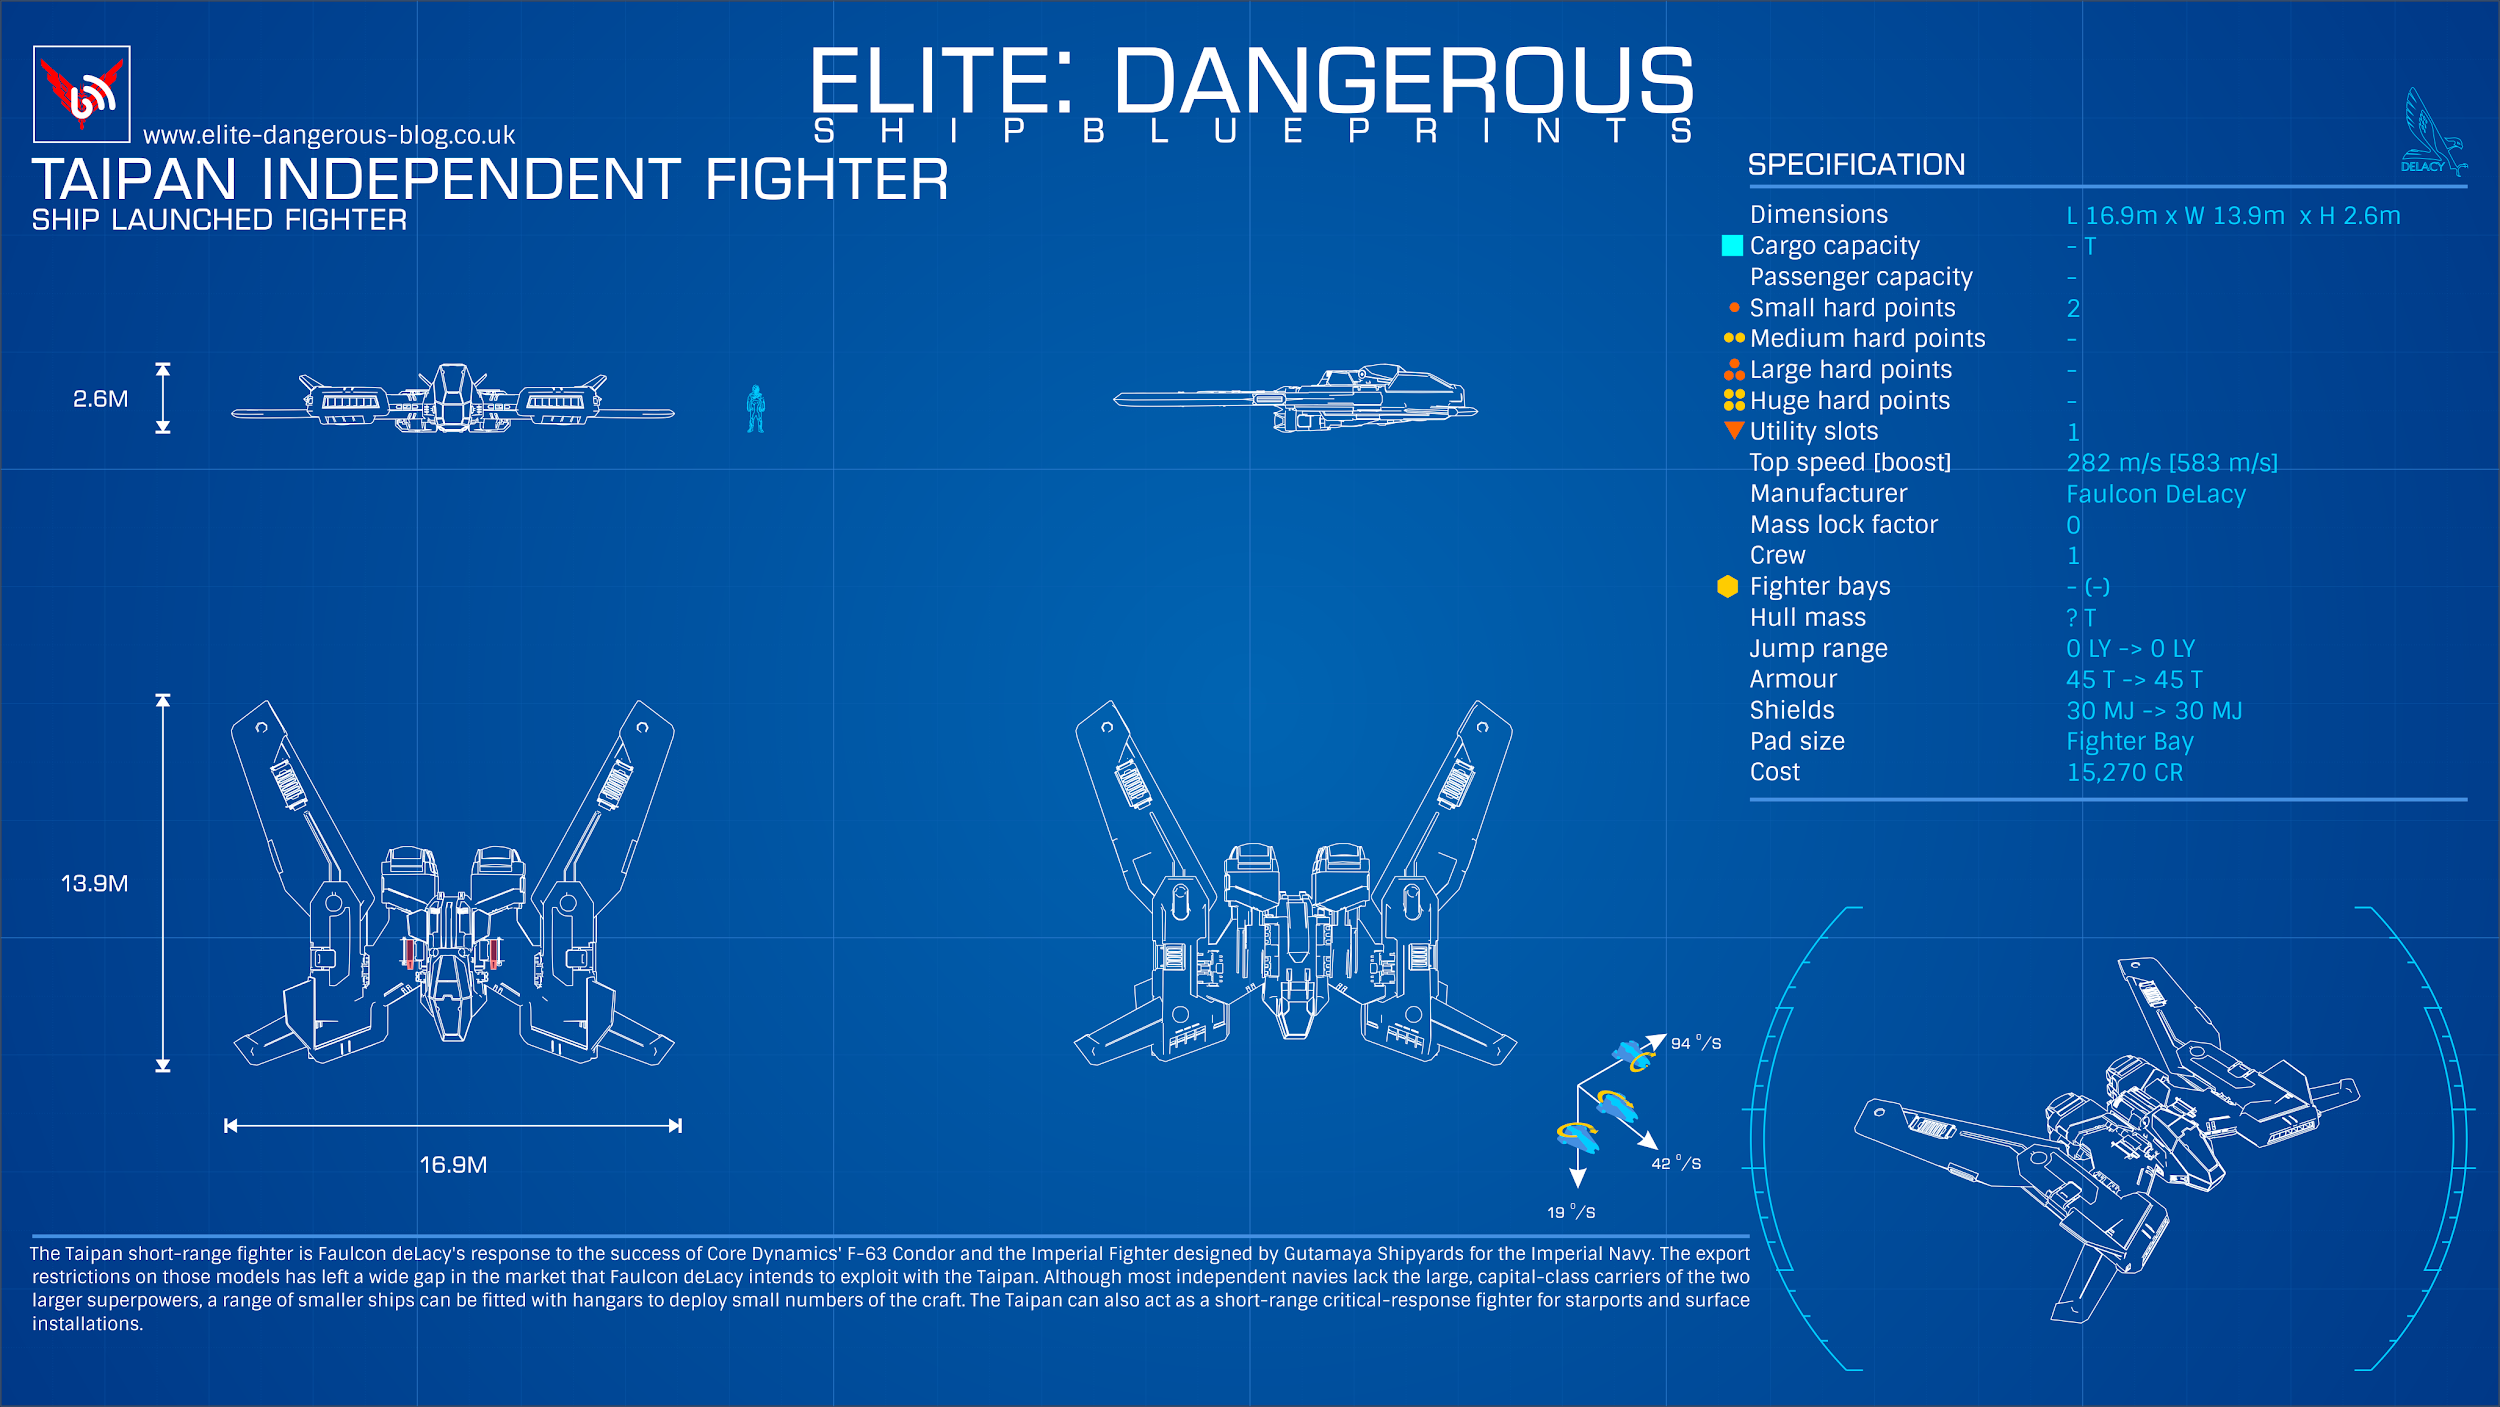 ELITE: DANGEROUS
SHIP BLUEPRINTS
www.elite-dangerous-blog.co.uk
TAIPAN INDEPENDENT FIGHTER
SHIP LAUNCHED FIGHTER
DELACY
SPECIFICATION
Dimensions L 16.9m x W 13.9m x H 2.6m
Cargo capacity - T
Passenger capacity -
Small hard points 2
Medium hard points -
Large hard points -
Huge hard points -
Utility slots 1
Top speed [boost] 282 m/s [583 m/s]
Manufacturer Faulcon DeLacy
Mass lock factor 0
Crew 1
Fighter bays - (-)
Hull mass ? T
Jump range 0 LY -> 0 LY
Armour 45 T -> 45 T
Shields 30 MJ -> 30 MJ
Pad size Fighter Bay
Cost 15,270 CR
2.6M
13.9M
16.9M
94 °/S
42 °/S
19 °/S
The Taipan short-range fighter is Faulcon deLacy's response to the success of Core Dynamics' F-63 Condor and the Imperial Fighter designed by Gutamaya Shipyards for the Imperial Navy. The export
restrictions on those models has left a wide gap in the market that Faulcon deLacy intends to exploit with the Taipan. Although most independent navies lack the large, capital-class carriers of the two
larger superpowers, a range of smaller ships can be fitted with hangars to deploy small numbers of the craft. The Taipan can also act as a short-range critical-response fighter for starports and surface
installations.